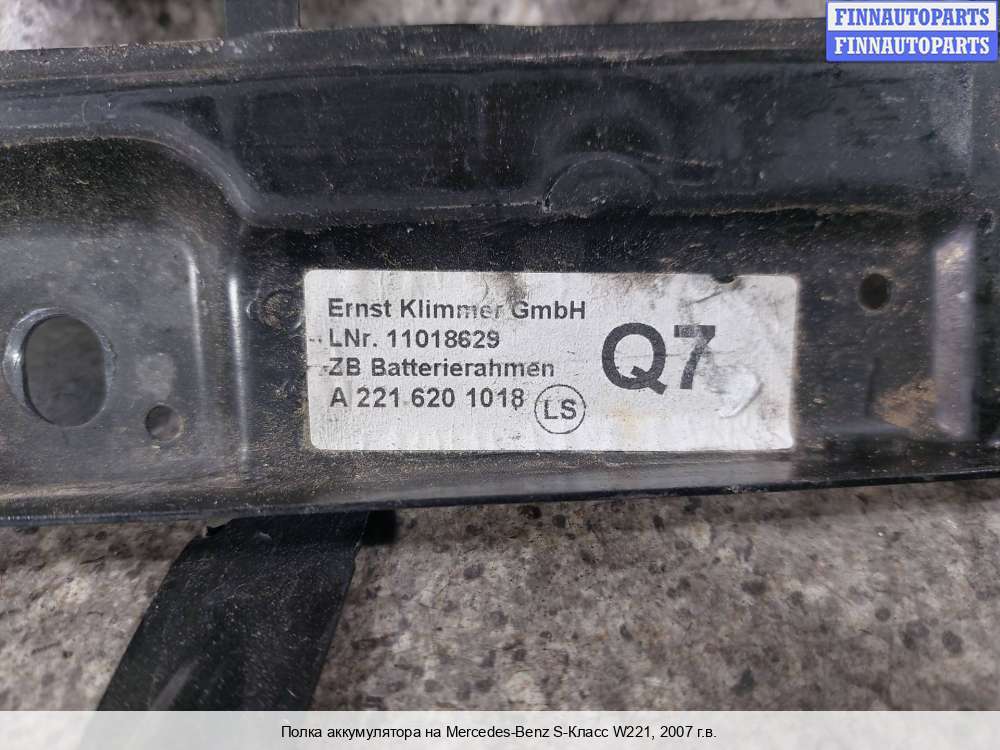 FINNAUTOPARTS
FINNAUTOPARTS
Ernst Klimmer GmbH
LNr. 11018629
ZB Batterierahmen
A 221 620 1018
LS
Q7
Полка аккумулятора на Mercedes-Benz S-Класс W221, 2007 г.в.